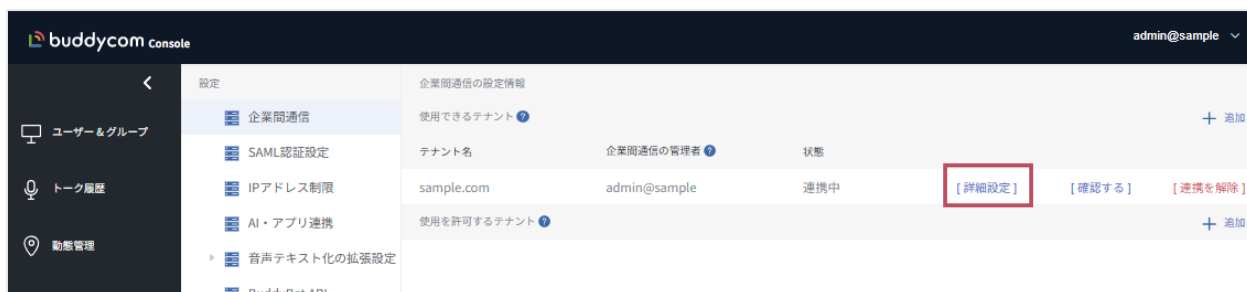 buddycom Console
admin@sample
ユーザー&グループ
トーク履歴
動態管理
設定
企業間通信
SAML認証設定
IPアドレス制限
AI・アプリ連携
音声テキスト化の拡張設定
BuddyBot API
企業間通信の設定情報
使用できるテナント ?
+ 追加
テナント名 企業間通信の管理者 ? 状態
sample.com admin@sample 連携中 [ 詳細設定 ] [ 確認する ] [ 連携を解除 ]
使用を許可するテナント ?
+ 追加